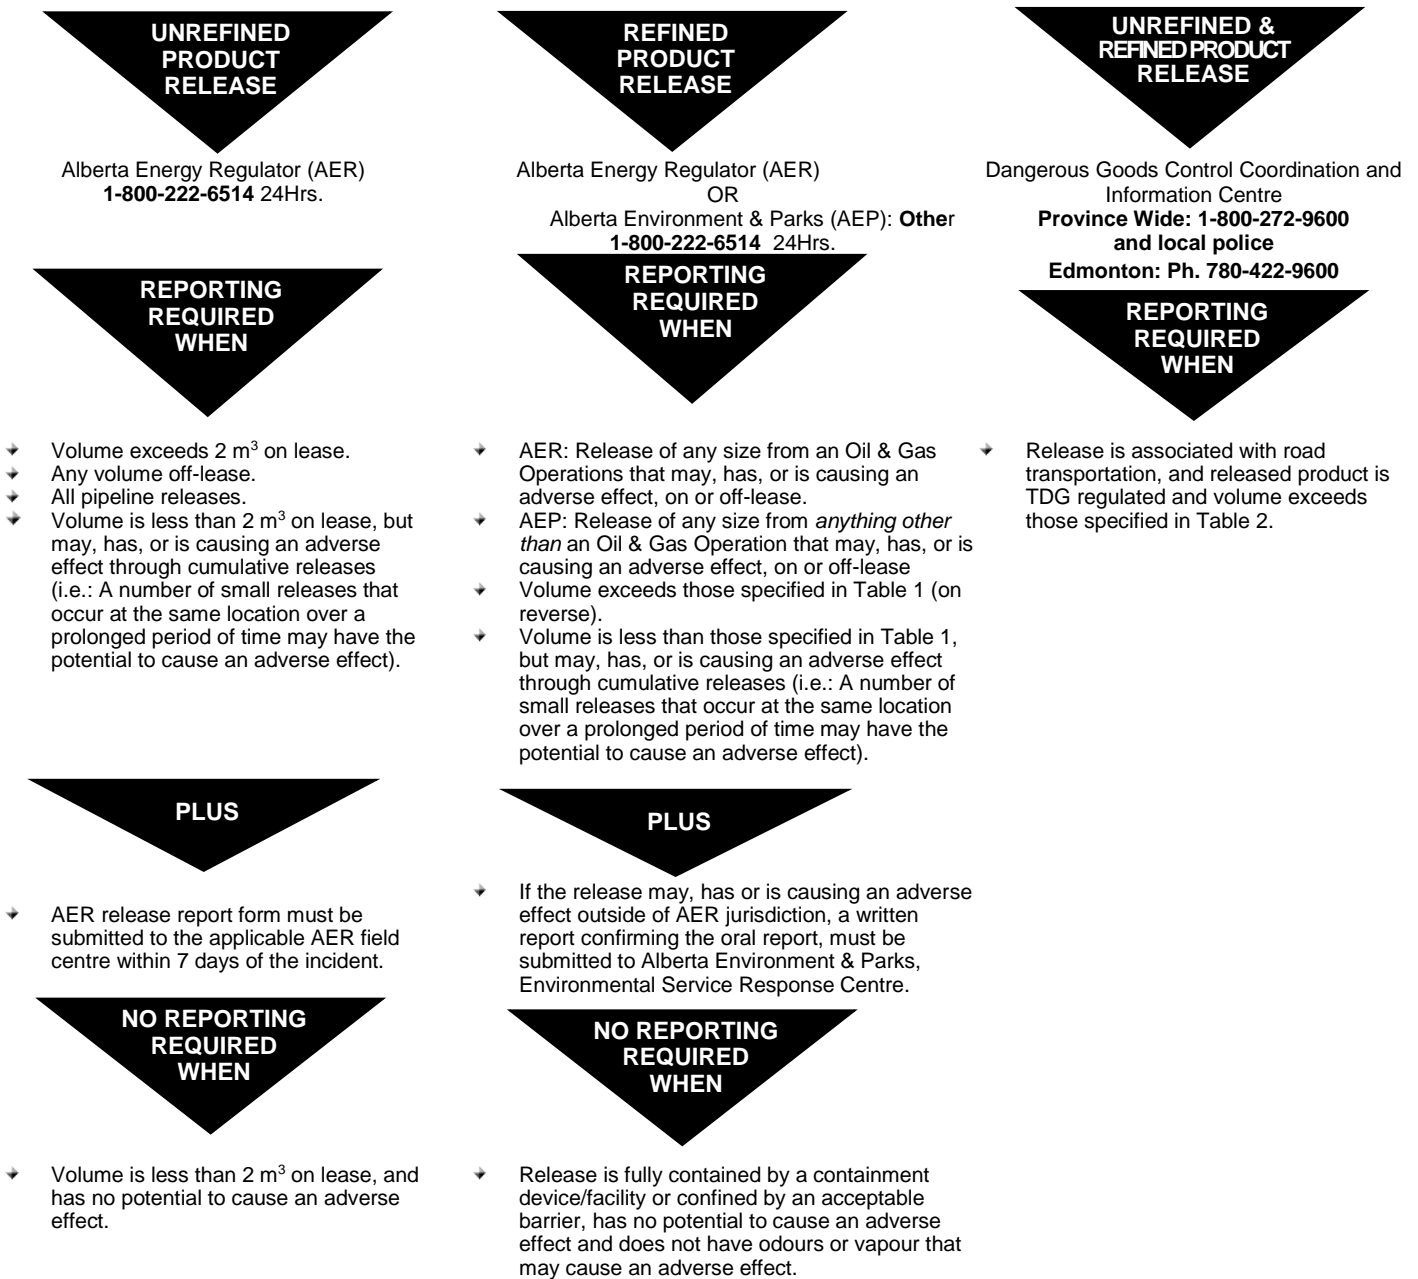 UNREFINED
PRODUCT
RELEASE
Alberta Energy Regulator (AER)
1-800-222-6514 24Hrs.
REPORTING
REQUIRED
WHEN
Volume exceeds 2 m³ on lease.
Any volume off-lease.
All pipeline releases.
Volume is less than 2 m³ on lease, but
may, has, or is causing an adverse
effect through cumulative releases
(i.e.: A number of small releases that
occur at the same location over a
prolonged period of time may have the
potential to cause an adverse effect).
PLUS
AER release report form must be
submitted to the applicable AER field
centre within 7 days of the incident.
NO REPORTING
REQUIRED
WHEN
Volume is less than 2 m³ on lease, and
has no potential to cause an adverse
effect.
REFINED
PRODUCT
RELEASE
Alberta Energy Regulator (AER)
OR
Alberta Environment & Parks (AEP): Other
1-800-222-6514 24Hrs.
REPORTING
REQUIRED
WHEN
AER: Release of any size from an Oil & Gas
Operations that may, has, or is causing an
adverse effect, on or off-lease.
AEP: Release of any size from anything other
than an Oil & Gas Operation that may, has, or is
causing an adverse effect, on or off-lease
Volume exceeds those specified in Table 1 (on
reverse).
Volume is less than those specified in Table 1,
but may, has, or is causing an adverse effect
through cumulative releases (i.e.: A number of
small releases that occur at the same location
over a prolonged period of time may have the
potential to cause an adverse effect).
PLUS
If the release may, has or is causing an adverse
effect outside of AER jurisdiction, a written
report confirming the oral report, must be
submitted to Alberta Environment & Parks,
Environmental Service Response Centre.
NO REPORTING
REQUIRED
WHEN
Release is fully contained by a containment
device/facility or confined by an acceptable
barrier, has no potential to cause an adverse
effect and does not have odours or vapour that
may cause an adverse effect.
UNREFINED &
REFINED PRODUCT
RELEASE
Dangerous Goods Control Coordination and
Information Centre
Province Wide: 1-800-272-9600
and local police
Edmonton: Ph. 780-422-9600
REPORTING
REQUIRED
WHEN
Release is associated with road
transportation, and released product is
TDG regulated and volume exceeds
those specified in Table 2.